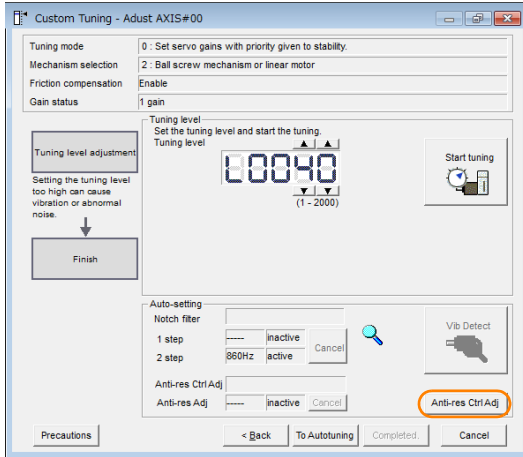 Custom Tuning - Adust AXIS#00
Tuning mode 0 : Set servo gains with priority given to stability.
Mechanism selection 2 : Ball screw mechanism or linear motor
Friction compensation Enable
Gain status 1 gain
Tuning level
Set the tuning level and start the tuning.
Tuning level
L0040
(1 - 2000)
Start tuning
Tuning level adjustment
Setting the tuning level
too high can cause
vibration or abnormal
noise.
Finish
Auto-setting
Notch filter
1 step ----- inactive
2 step 860Hz active
Cancel
Anti-res Ctrl Adj
Anti-res Adj ----- inactive Cancel
Vib Detect
Anti-res Ctrl Adj
Precautions
< Back
To Autotuning
Completed.
Cancel